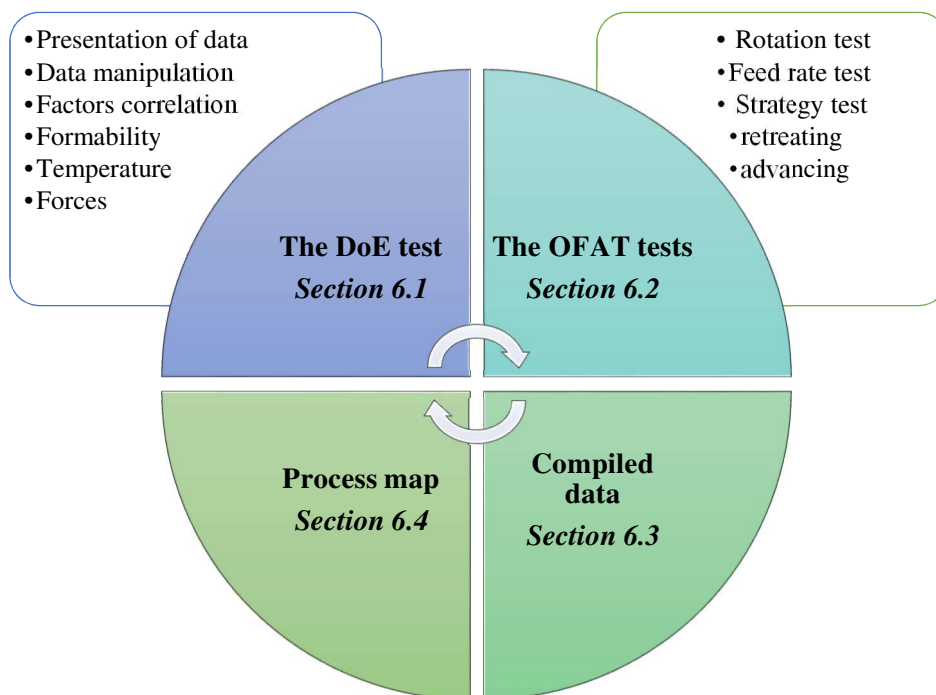 •Presentation of data
•Data manipulation
•Factors correlation
•Formability
•Temperature
•Forces
• Rotation test
•Feed rate test
• Strategy test
•retreating
•advancing
The DoE test
Section 6.1
The OFAT tests
Section 6.2
Process map
Section 6.4
Compiled
data
Section 6.3